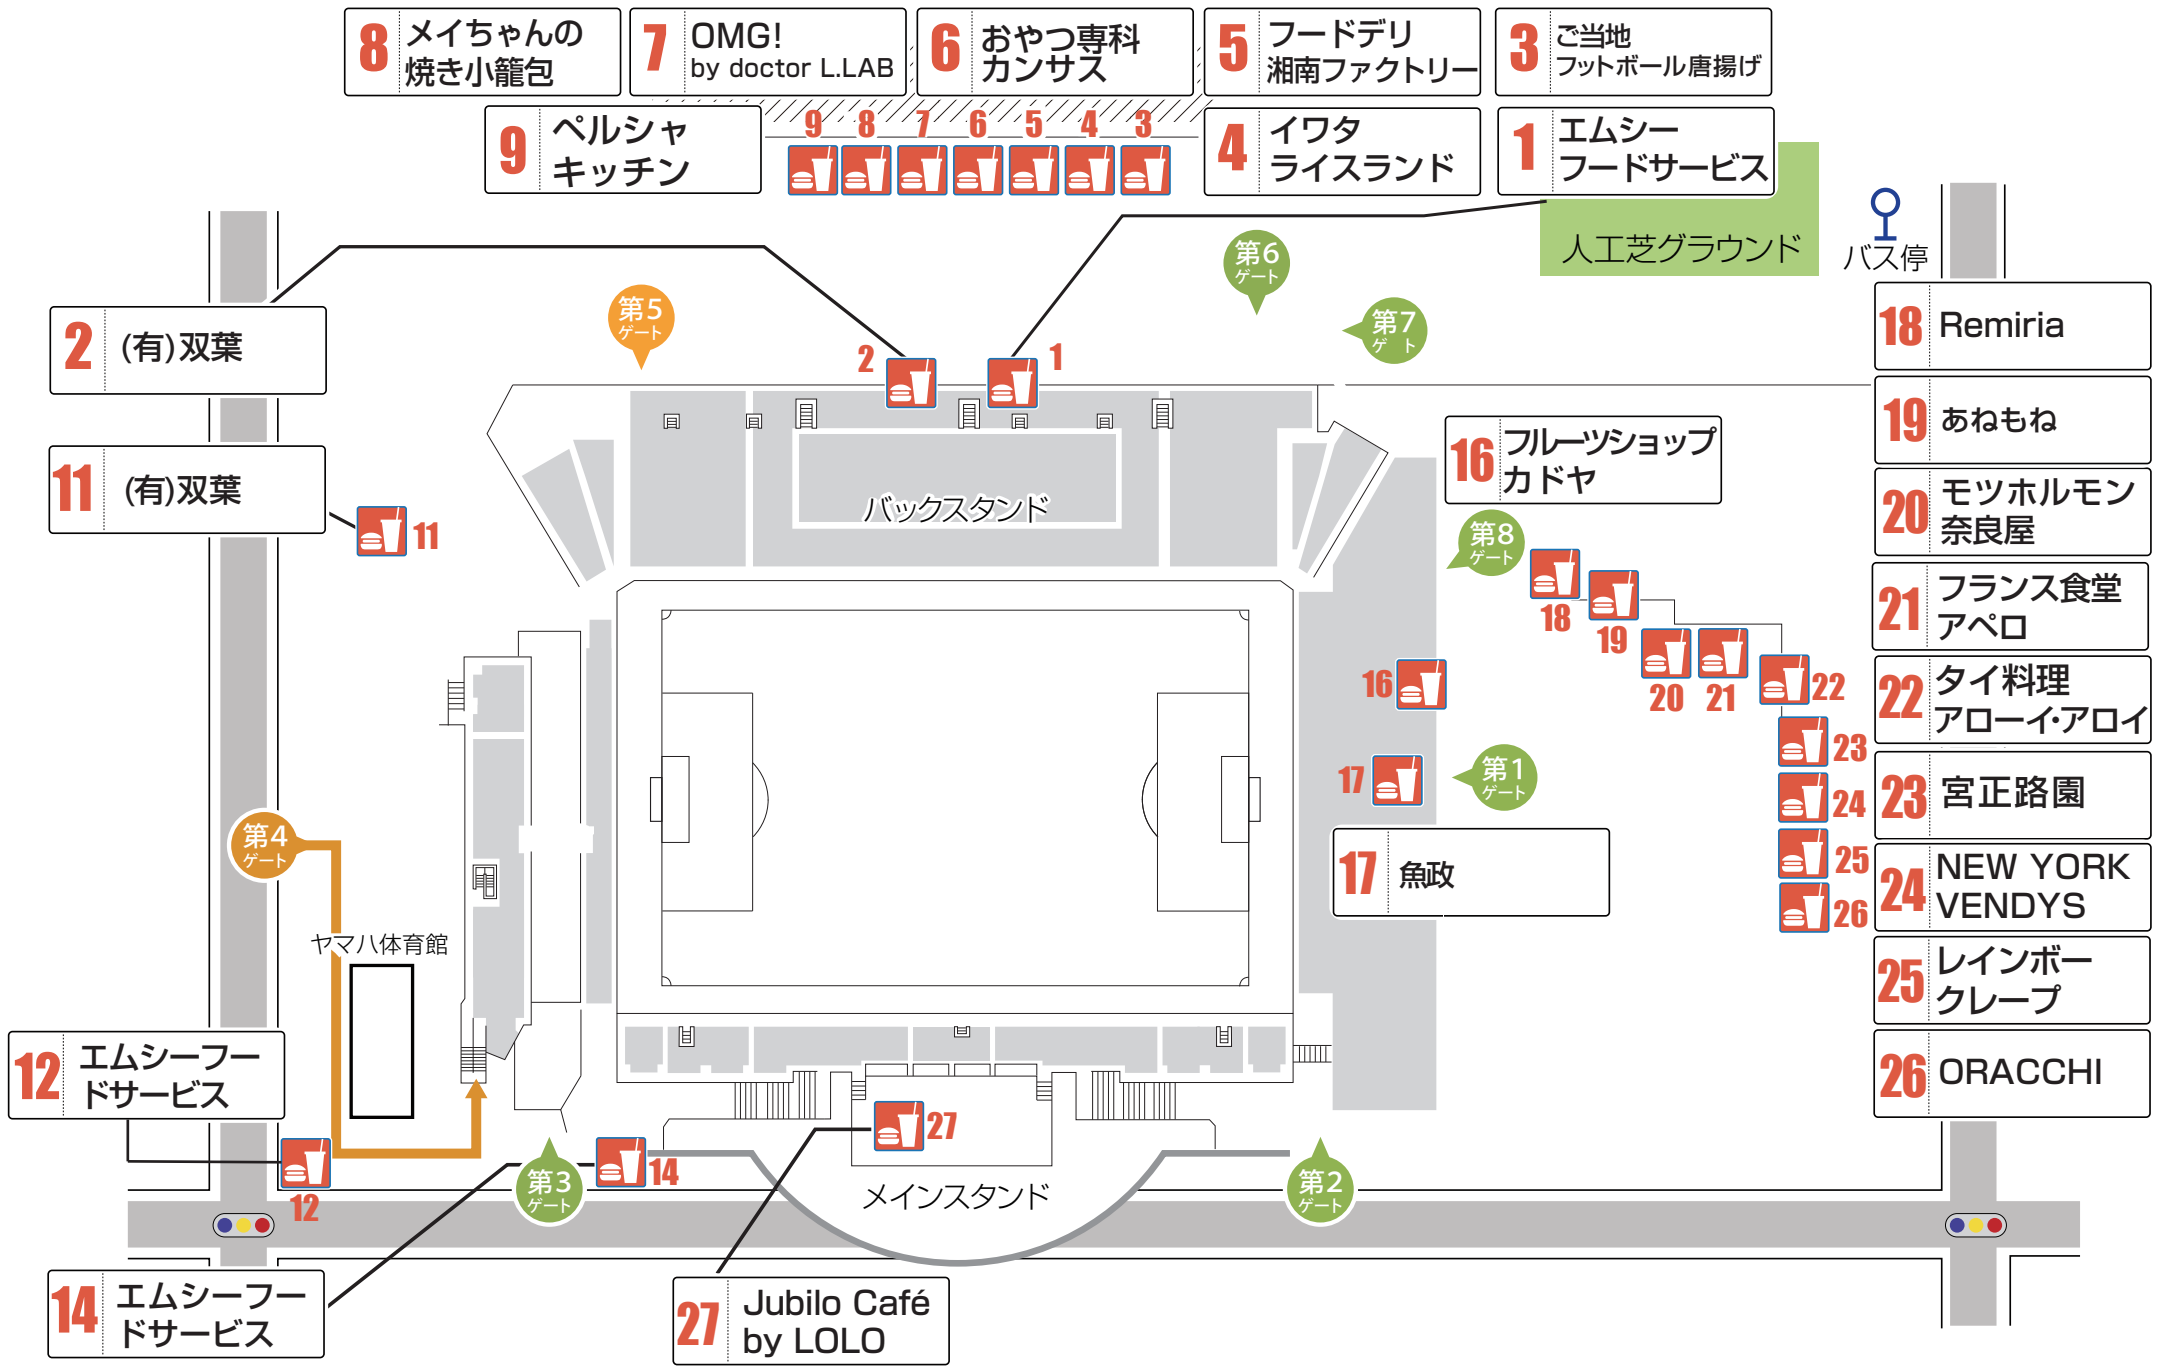 8 メイちゃんの
焼き小籠包
7 OMG!
by doctor L.LAB
6 おやつ専科
カンサス
5 フードデリ
湘南ファクトリー
3 ご当地
フットボール唐揚げ
9 ペルシャ
キッチン
9 8 7 6 5 4 3
4 イワタ
ライスランド
1 エムシー
フードサービス
人工芝グラウンド
バス停
第6
ゲート
第5
ゲート
第7
ゲート
2 (有)双葉
2
1
18 Remiria
19 あねもね
16 フルーツショップ
カドヤ
11 (有)双葉
11
バックスタンド
20 モツホルモン
奈良屋
第8
ゲート
18
19
20
21
22
21 フランス食堂
アペロ
16
22 タイ料理
アローイ・アロイ
23
17
第1
ゲート
24
23 宮正路園
第4
ゲート
25
17 魚政
24 NEW YORK
VENDYS
26
ヤマハ体育館
25 レインボー
クレープ
12 エムシーフー
ドサービス
26 ORACCHI
27
12
第3
ゲート
14
メインスタンド
第2
ゲート
14 エムシーフー
ドサービス
27 Jubilo Café
by LOLO